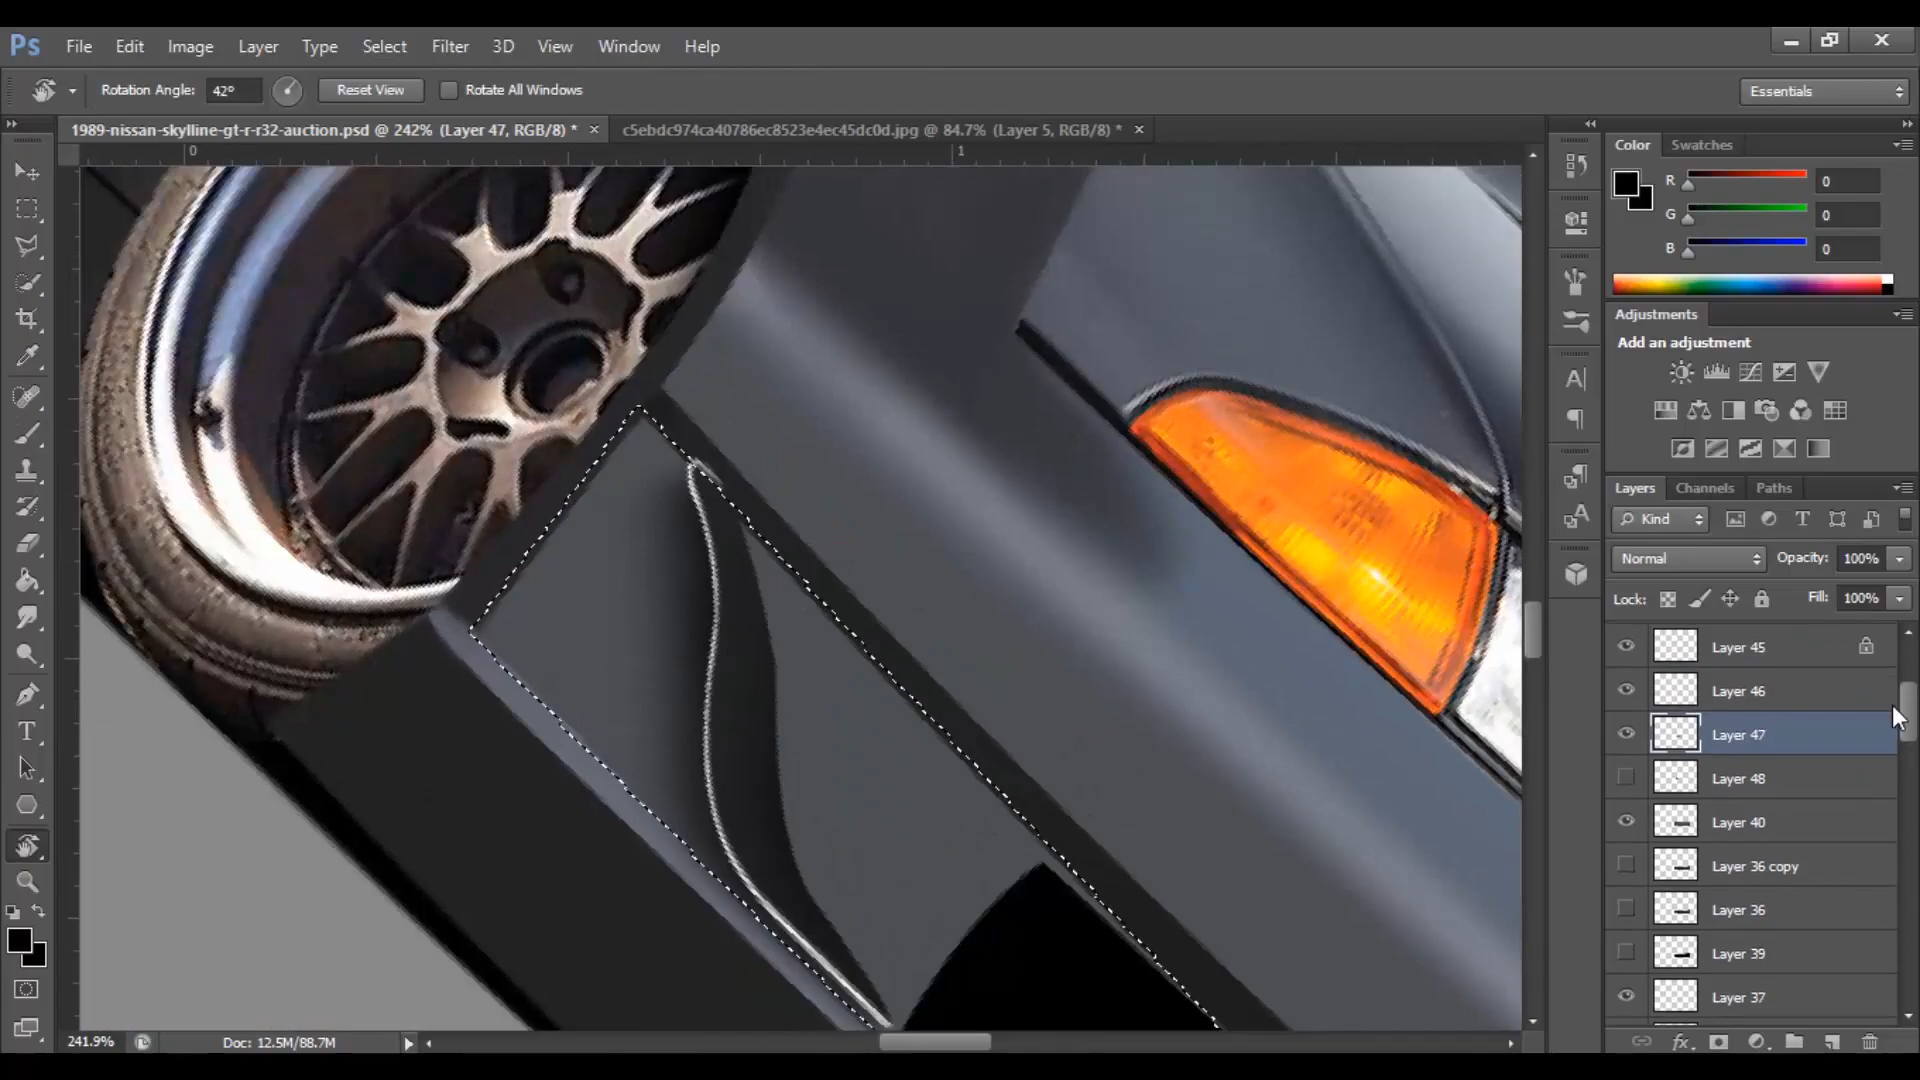 Ps File Edit Image Layer Type Select Filter 3D View Window Help
Rotation Angle: 42° Reset View Rotate All Windows Essentials
1989-nissan-skylline-gt-r-r32-auction.psd @ 242% (Layer 47, RGB/8) * c5ebdc974ca40786ec8523e4ec45dc0d.jpg @ 84.7% (Layer 5, RGB/8) *
0 1
Color Swatches
R 0
G 0
B 0
Adjustments
Add an adjustment
Layers Channels Paths
Kind
Normal Opacity: 100%
Lock: Fill: 100%
Layer 45
Layer 46
Layer 47
Layer 48
Layer 40
Layer 36 copy
Layer 36
Layer 39
Layer 37
241.9% Doc: 12.5M/88.7M